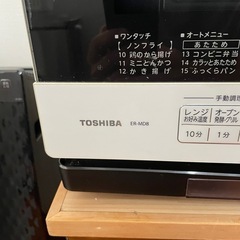 ワンタッチ
【ノンフライ】
10 鶏のから揚げ
11 ミニとんかつ
12 かき揚げ
オートメニュー
あたため
13 コンビニ弁当
14 カラッとあたため
15 ふっくらパン
手動調理
TOSHIBA ER-MD8
レンジ
お好み温度
オーブン
発酵/グリル
10分
1分